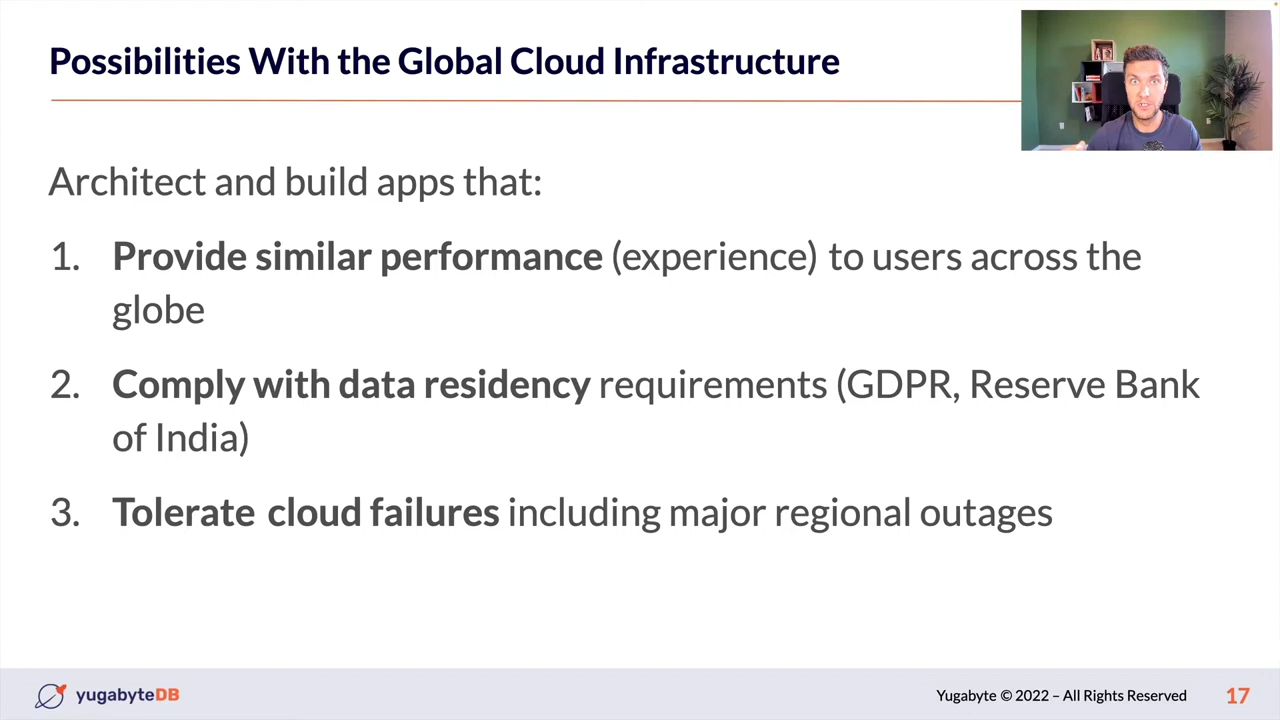 Possibilities With the Global Cloud Infrastructure
Architect and build apps that:
1. Provide similar performance (experience) to users across the
globe
2. Comply with data residency requirements (GDPR, Reserve Bank
of India)
3. Tolerate cloud failures including major regional outages
yugabyteDB
Yugabyte © 2022 – All Rights Reserved
17